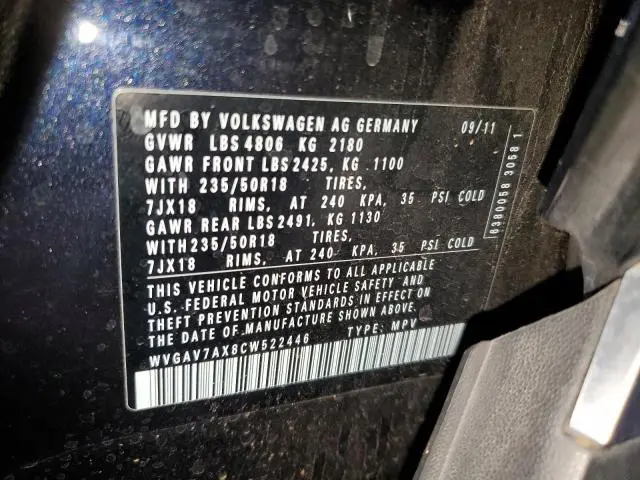 MFD BY VOLKSWAGEN AG GERMANY 09/11
GVWR LBS 4806 KG 2180
GAWR FRONT LBS 2425, KG 1100
WITH 235/50R18 TIRES,
7JX18 RIMS, AT 240 KPA, 35 PSI COLD
GAWR REAR LBS 2491, KG 1130
WITH 235/50R18 TIRES,
7JX18 RIMS, AT 240 KPA, 35 PSI COLD
THIS VEHICLE CONFORMS TO ALL APPLICABLE
U.S. FEDERAL MOTOR VEHICLE SAFETY AND
THEFT PREVENTION STANDARDS IN EFFECT ON
THE DATE OF MANUFACTURE SHOWN ABOVE.
WVGAV7AX8CW522446 TYPE: MPV
8380058 3058 1